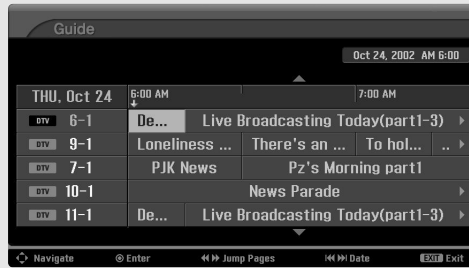 Guide
Oct 24, 2002 AM 6:00
THU, Oct 24 6:00 AM 7:00 AM
DTV 6-1 De... Live Broadcasting Today(part1-3)
DTV 9-1 Loneliness ... There's an ... To hol... ..
DTV 7-1 PJK News Pz's Morning part1
DTV 10-1 News Parade
DTV 11-1 De... Live Broadcasting Today(part1-3)
Navigate Enter Jump Pages Date EXIT Exit